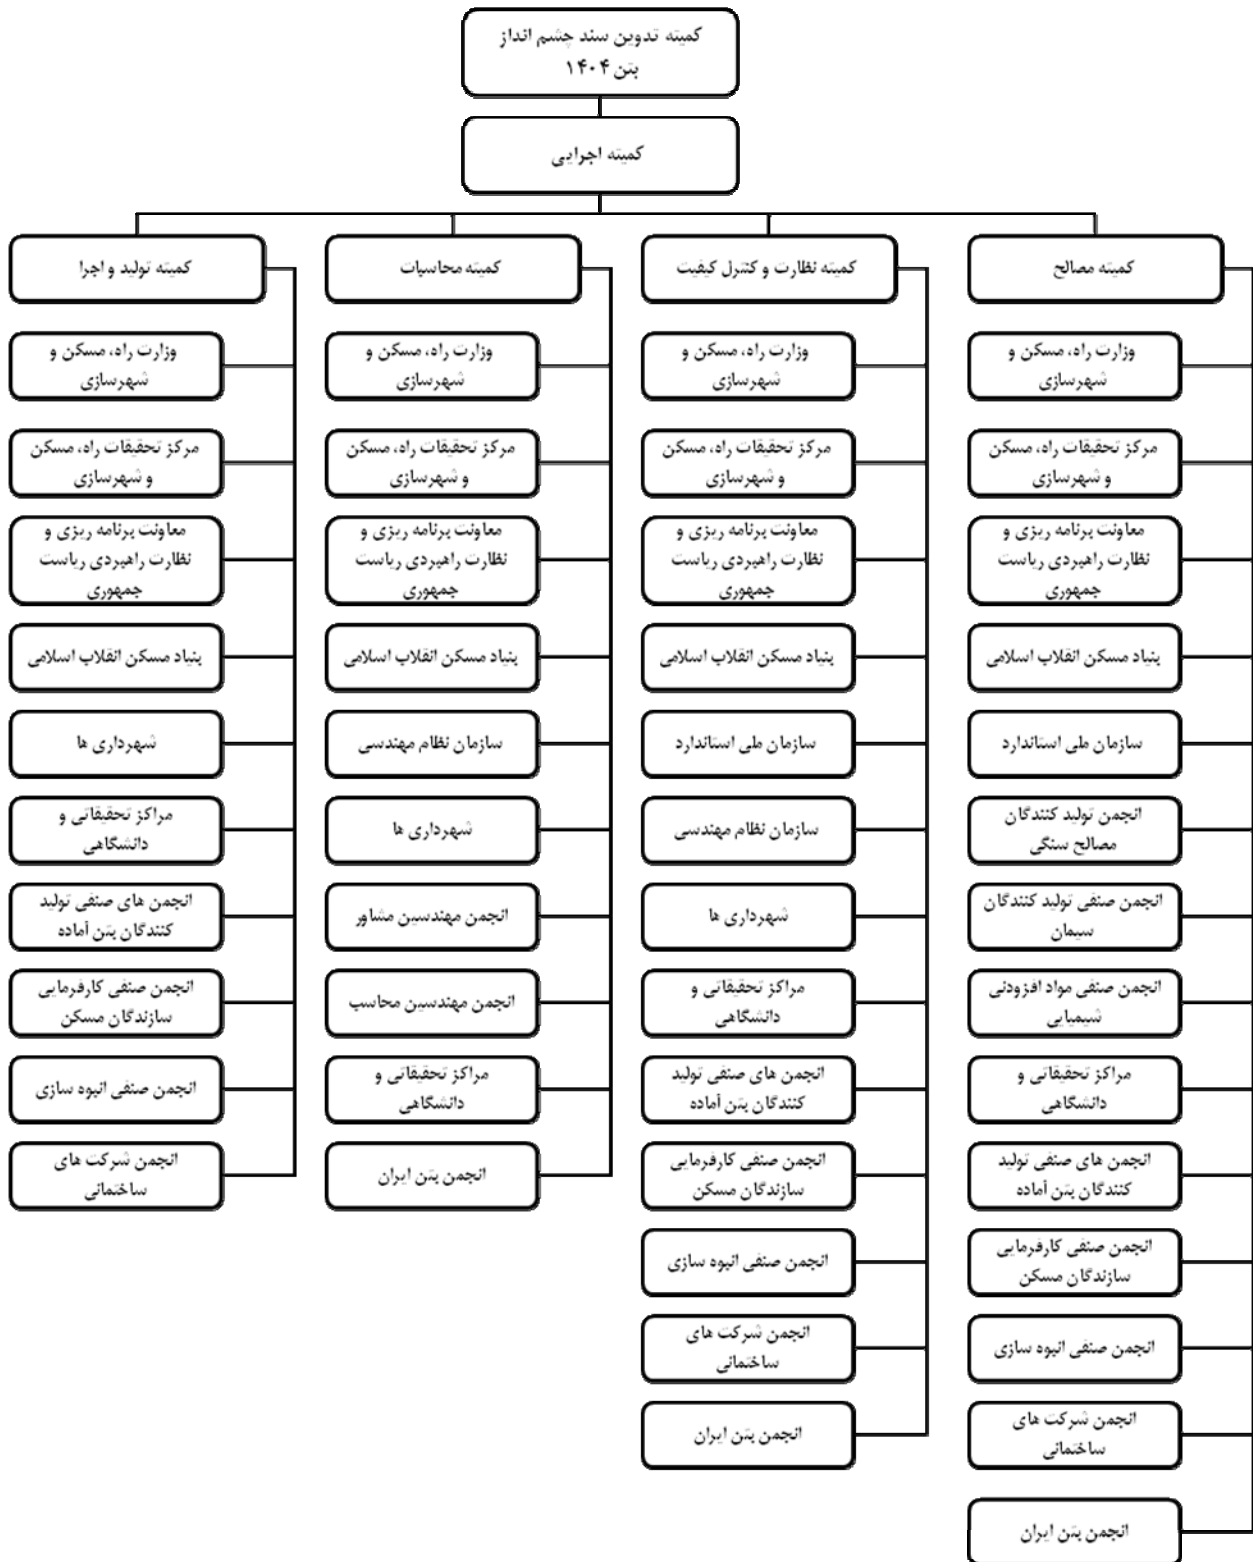 کمیته تدوین سند چشم انداز
بتن ۱۴۰۴
کمیته اجرایی
کمیته مصالح
وزارت راه، مسکن و
شهرسازی
مرکز تحقیقات راه، مسکن
و شهرسازی
معاونت برنامه ریزی و
نظارت راهبردی ریاست
جمهوری
بنیاد مسکن انقلاب اسلامی
سازمان ملی استاندارد
انجمن تولید کنندگان
مصالح سنگی
انجمن صنفی تولید کنندگان
سیمان
انجمن صنفی مواد افزودنی
شیمیایی
مراکز تحقیقاتی و
دانشگاهی
انجمن های صنفی تولید
کنندگان بتن آماده
انجمن صنفی کارفرمایی
سازندگان مسکن
انجمن صنفی انبوه سازی
انجمن شرکت های
ساختمانی
انجمن بتن ایران
کمیته نظارت و کنترل کیفیت
وزارت راه، مسکن و
شهرسازی
مرکز تحقیقات راه، مسکن
و شهرسازی
معاونت برنامه ریزی و
نظارت راهبردی ریاست
جمهوری
بنیاد مسکن انقلاب اسلامی
سازمان ملی استاندارد
سازمان نظام مهندسی
شهرداری ها
مراکز تحقیقاتی و
دانشگاهی
انجمن های صنفی تولید
کنندگان بتن آماده
انجمن صنفی کارفرمایی
سازندگان مسکن
انجمن صنفی انبوه سازی
انجمن شرکت های
ساختمانی
انجمن بتن ایران
کمیته محاسبات
وزارت راه، مسکن و
شهرسازی
مرکز تحقیقات راه، مسکن
و شهرسازی
معاونت برنامه ریزی و
نظارت راهبردی ریاست
جمهوری
بنیاد مسکن انقلاب اسلامی
سازمان نظام مهندسی
شهرداری ها
انجمن مهندسین مشاور
انجمن مهندسین محاسب
مراکز تحقیقاتی و
دانشگاهی
انجمن بتن ایران
کمیته تولید و اجرا
وزارت راه، مسکن و
شهرسازی
مرکز تحقیقات راه، مسکن
و شهرسازی
معاونت برنامه ریزی و
نظارت راهبردی ریاست
جمهوری
بنیاد مسکن انقلاب اسلامی
شهرداری ها
مراکز تحقیقاتی و
دانشگاهی
انجمن های صنفی تولید
کنندگان بتن آماده
انجمن صنفی کارفرمایی
سازندگان مسکن
انجمن صنفی انبوه سازی
انجمن شرکت های
ساختمانی